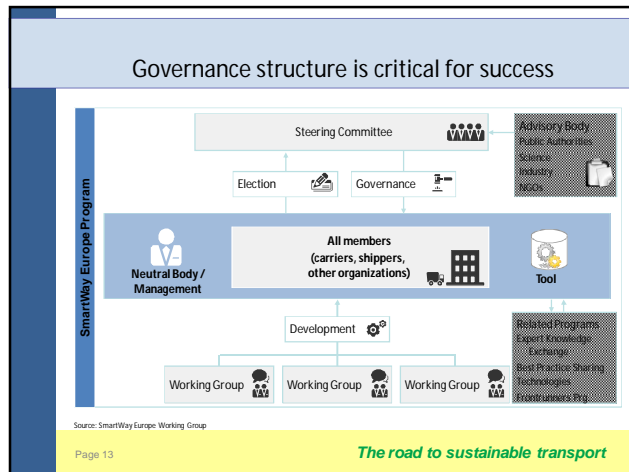 Governance structure is critical for success
SmartWay Europe Program
Steering Committee
Advisory Body
Public Authorities
Science
Industry
NGOs
Election
Governance
Neutral Body /
Management
All members
(carriers, shippers,
other organizations)
Tool
Development
Related Programs
Expert Knowledge
Exchange
Best Practice Sharing
Technologies
Frontrunners Prg.
Working Group
Working Group
Working Group
Source: SmartWay Europe Working Group
Page 13
The road to sustainable transport